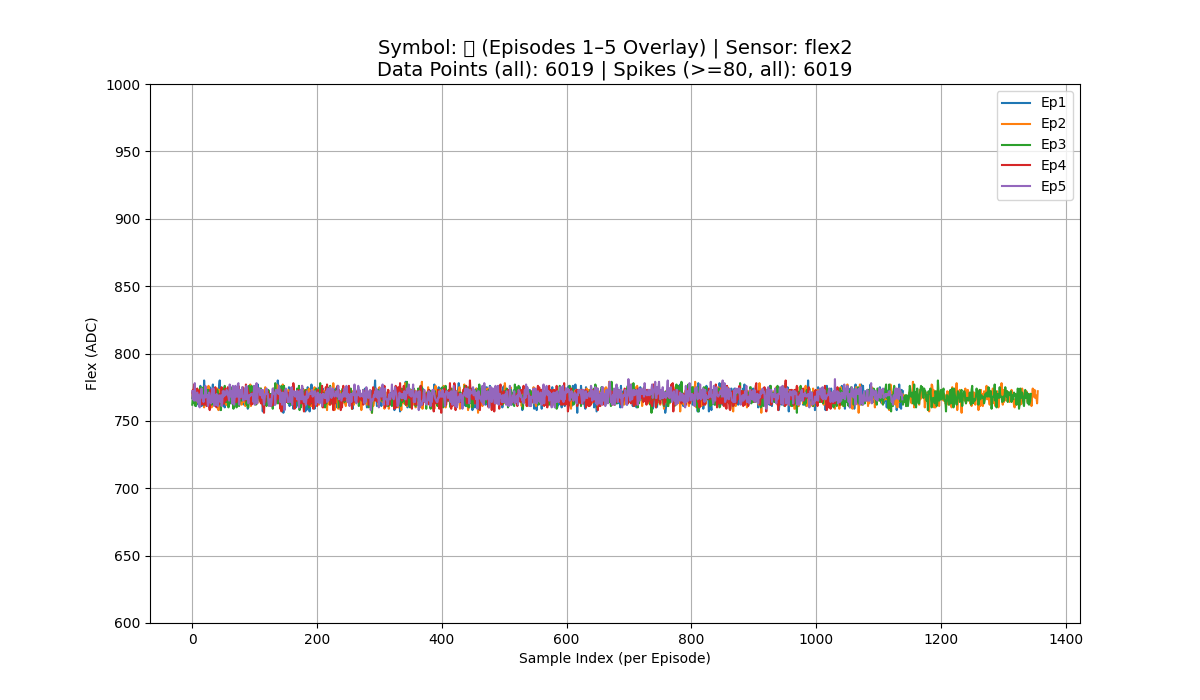 Symbol: (Episodes 1–5 Overlay) | Sensor: flex2
Data Points (all): 6019 | Spikes (>=80, all): 6019
1000
950
900
850
800
750
700
650
600
Flex (ADC)
Ep1
Ep2
Ep3
Ep4
Ep5
0 200 400 600 800 1000 1200 1400
Sample Index (per Episode)